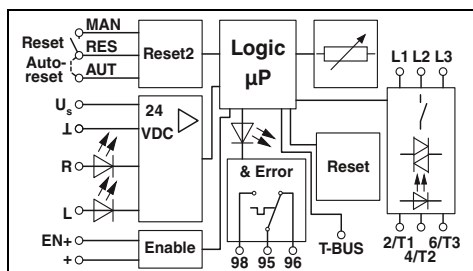 MAN
Reset
RES
Auto-
reset
AUT
Reset2
Logic
µP
L1 L2 L3
Us
⊥
24
VDC
R
L
& Error
Reset
EN+
+
Enable
98 95 96
T-BUS
2/T1 6/T3
4/T2